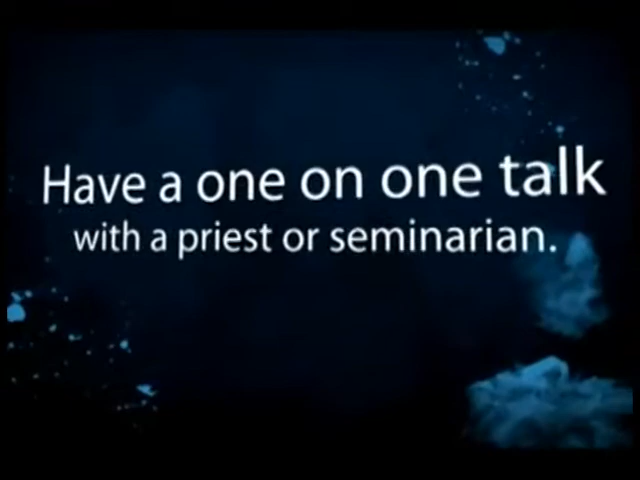 Have a one on one talk
with a priest or seminarian.